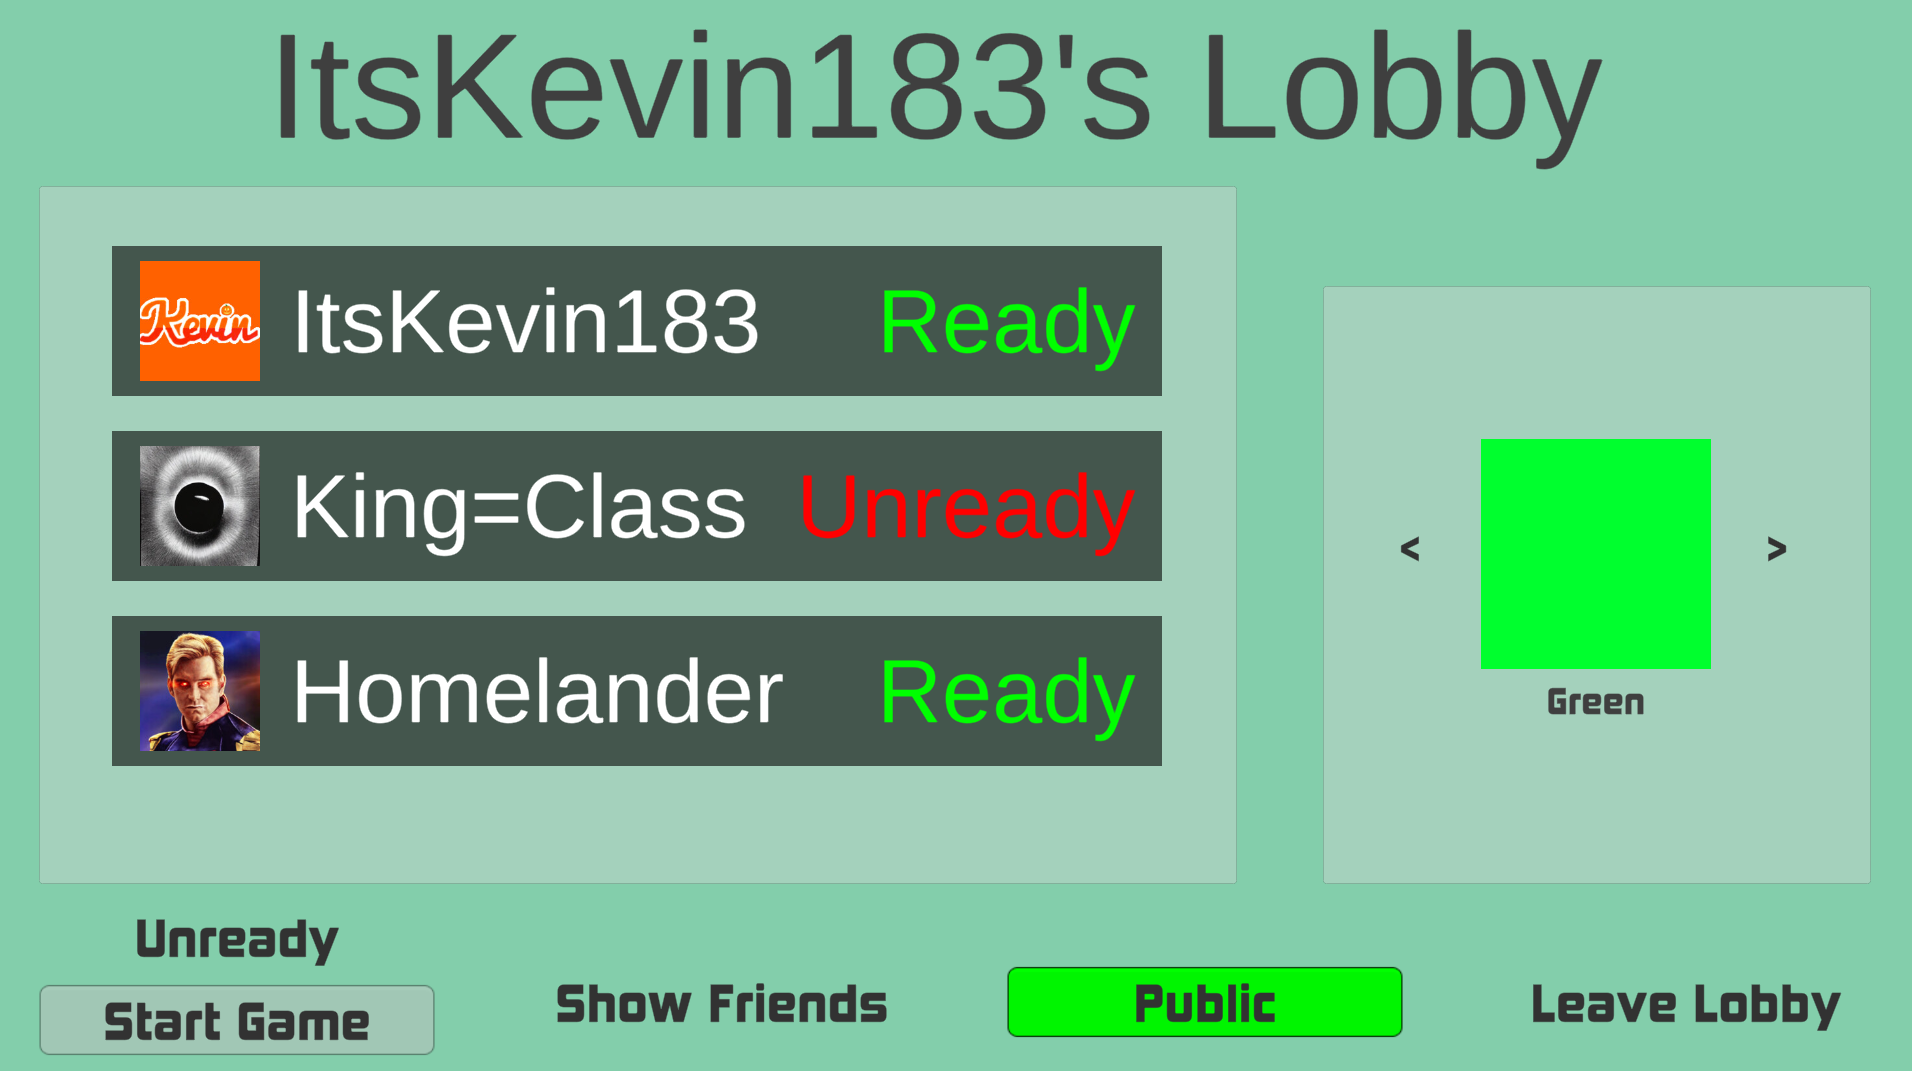 ItsKevin183's Lobby
Kevin
ItsKevin183 Ready
King=Class Unready
Homelander Ready
< >
Green
Unready
Start Game
Show Friends
Public
Leave Lobby